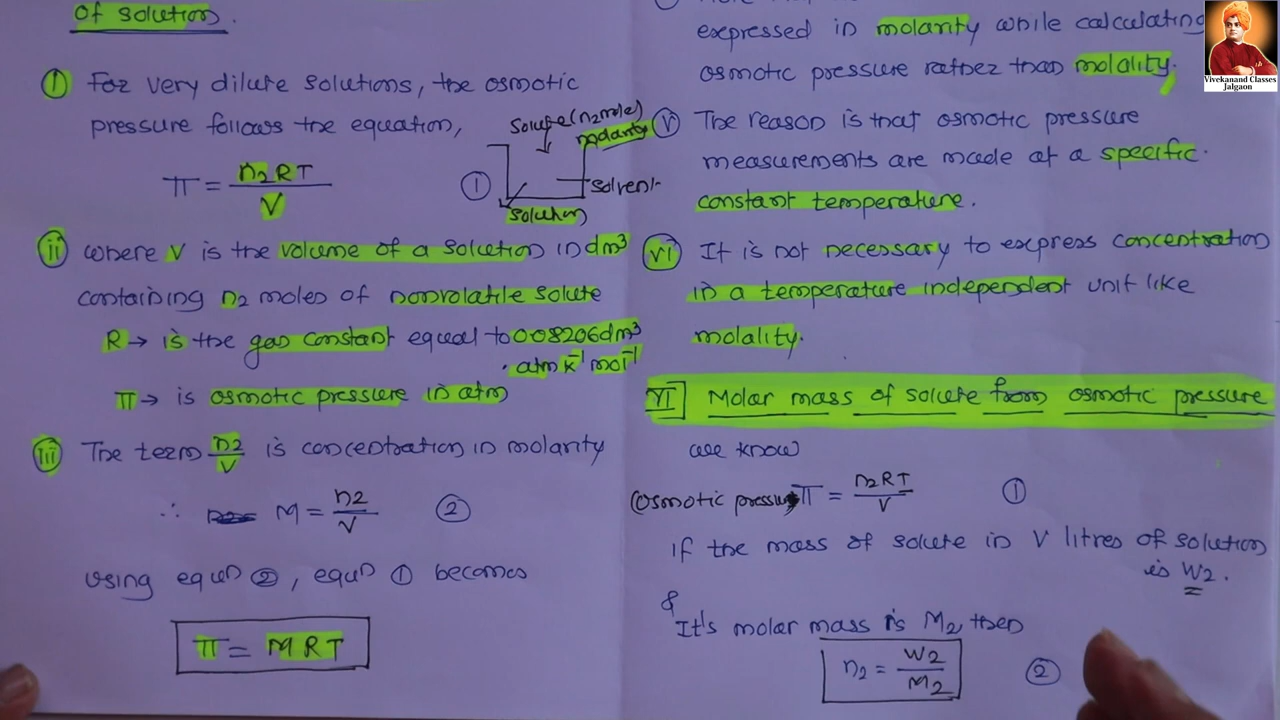 of solution.
① For very dilute solutions, the osmotic
pressure follows the equation,
Solute (n2 mole)
molarity
π = n2RT / V
①
solvent
solution
ii where V is the volume of a solution in dm³
containing n2 moles of nonvolatile solute
R → is the gas constant equal to 0.08206 dm³
· atm K⁻¹ mol⁻¹
π → is osmotic pressure in atm
iii The term n2/V is concentration in molarity
∴ M = n2 / V ②
using equn ②, equn ① becomes
π = MRT
expressed in molarity while calculating
osmotic pressure rather than molality.
V The reason is that osmotic pressure
measurements are made at a specific
constant temperature.
vi It is not necessary to express concentration
in a temperature independent unit like
molality.
VI] Molar mass of solute from osmotic pressure
we know
Osmotic pressure π = n2RT / V ①
if the mass of solute in V litres of solution
is W2.
& It's molar mass is M2, then
n2 = W2 / M2 ②
Vivekanand Classes
Jalgaon